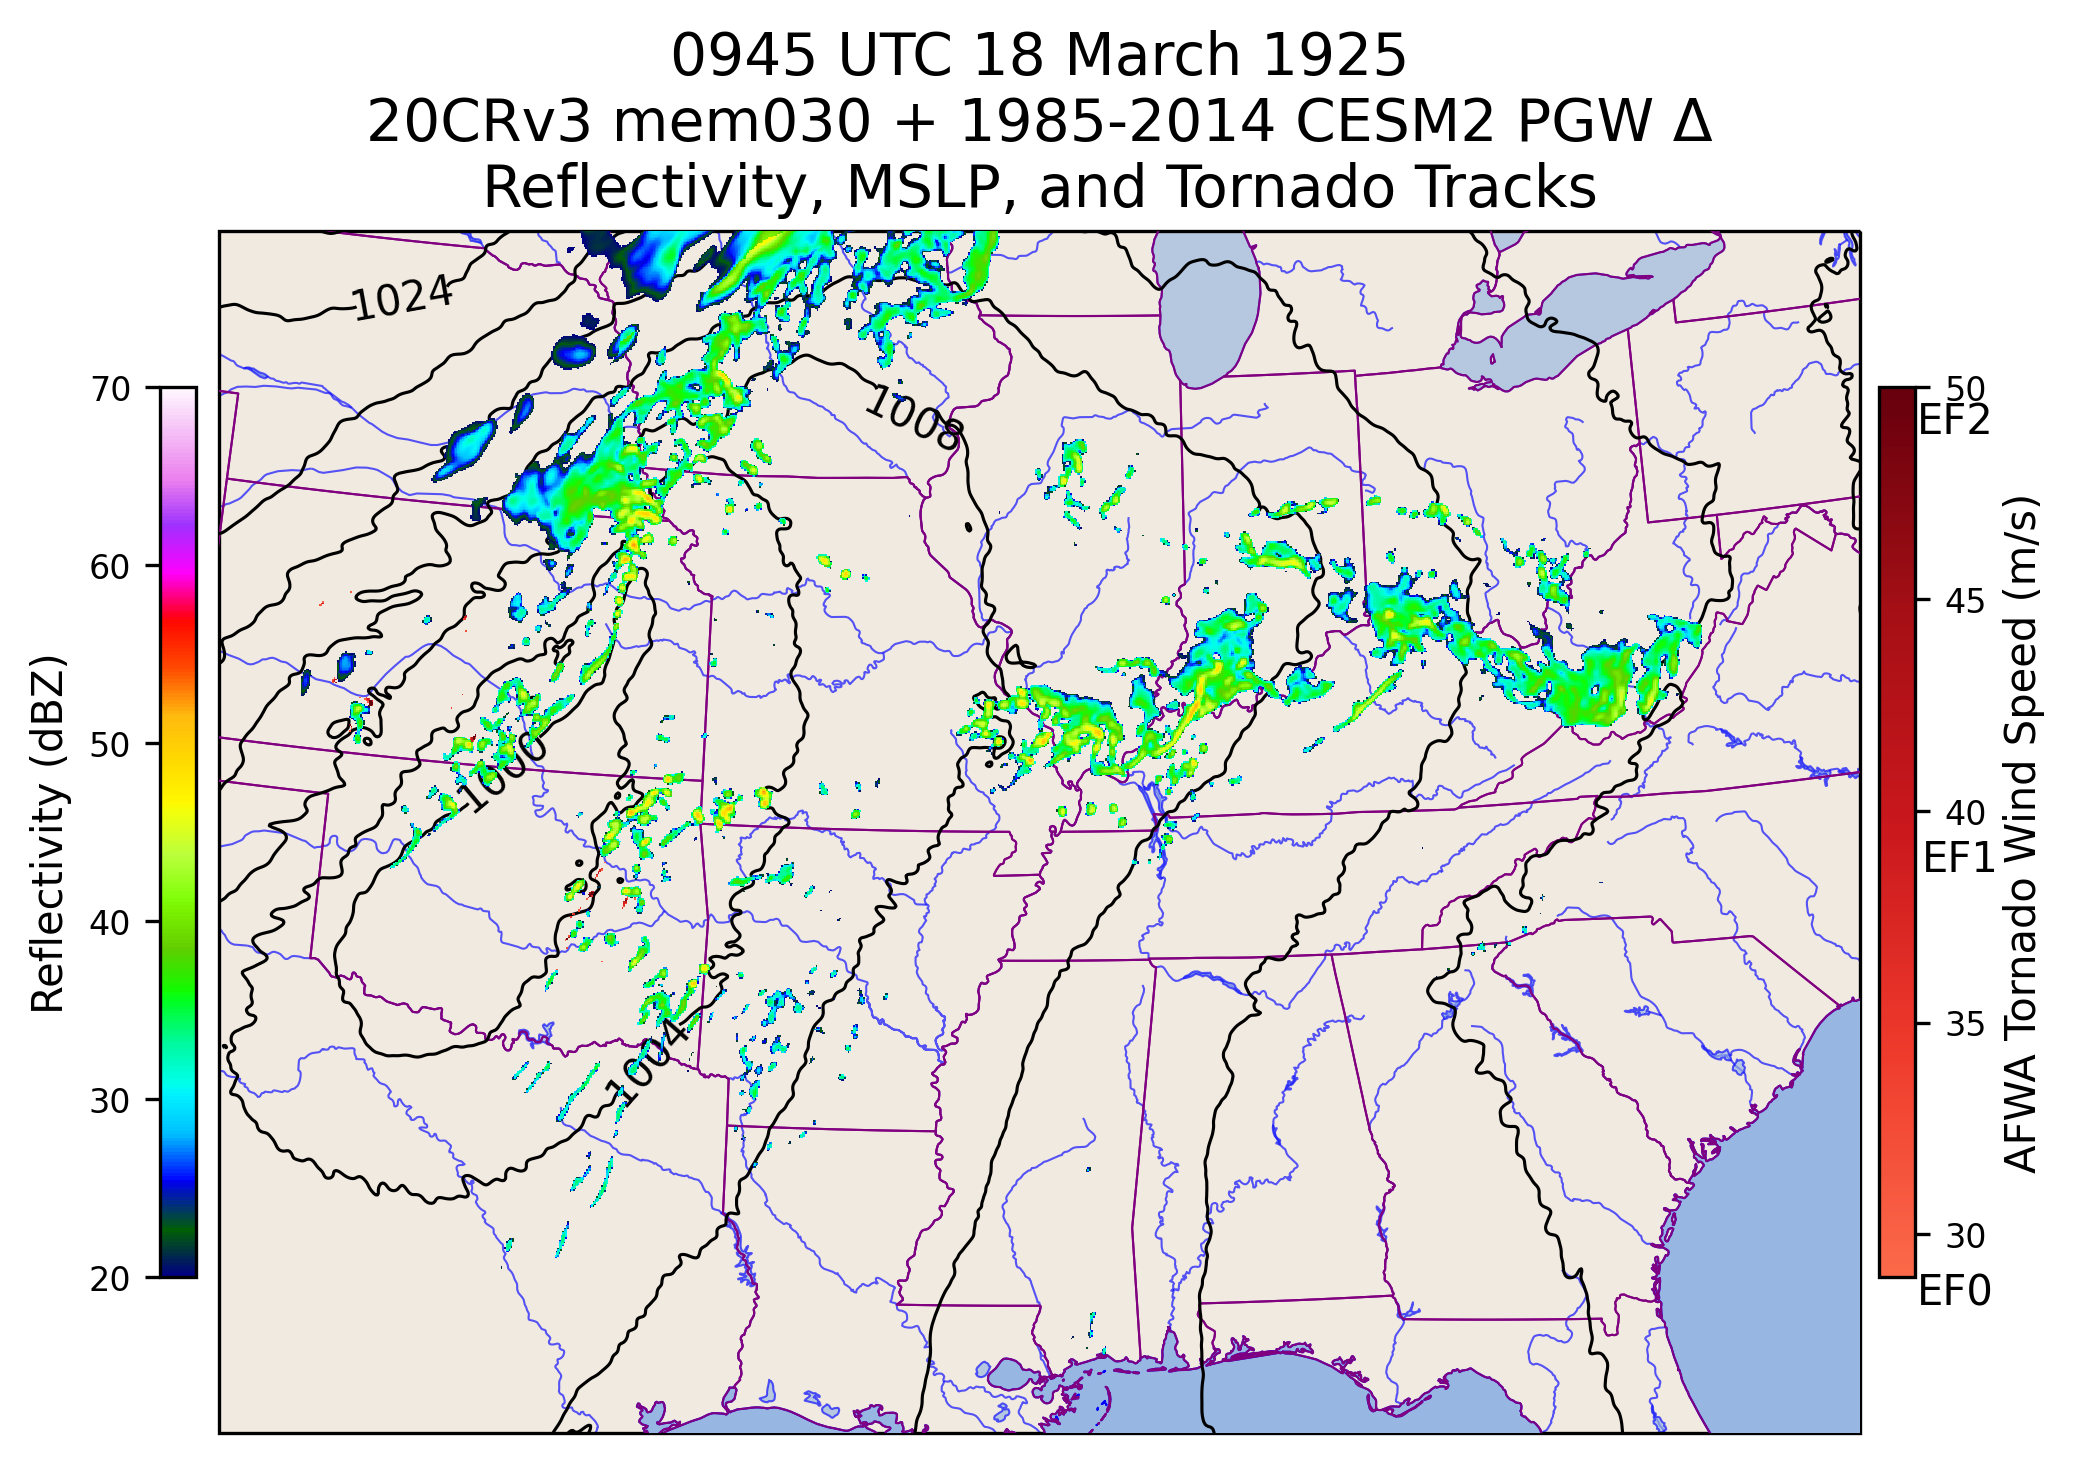 0945 UTC 18 March 1925
20CRv3 mem030 + 1985-2014 CESM2 PGW Δ
Reflectivity, MSLP, and Tornado Tracks
1024
1008
1000
1004
Reflectivity (dBZ)
70
60
50
40
30
20
50
EF2
45
40
EF1
35
30
EF0
AFWA Tornado Wind Speed (m/s)